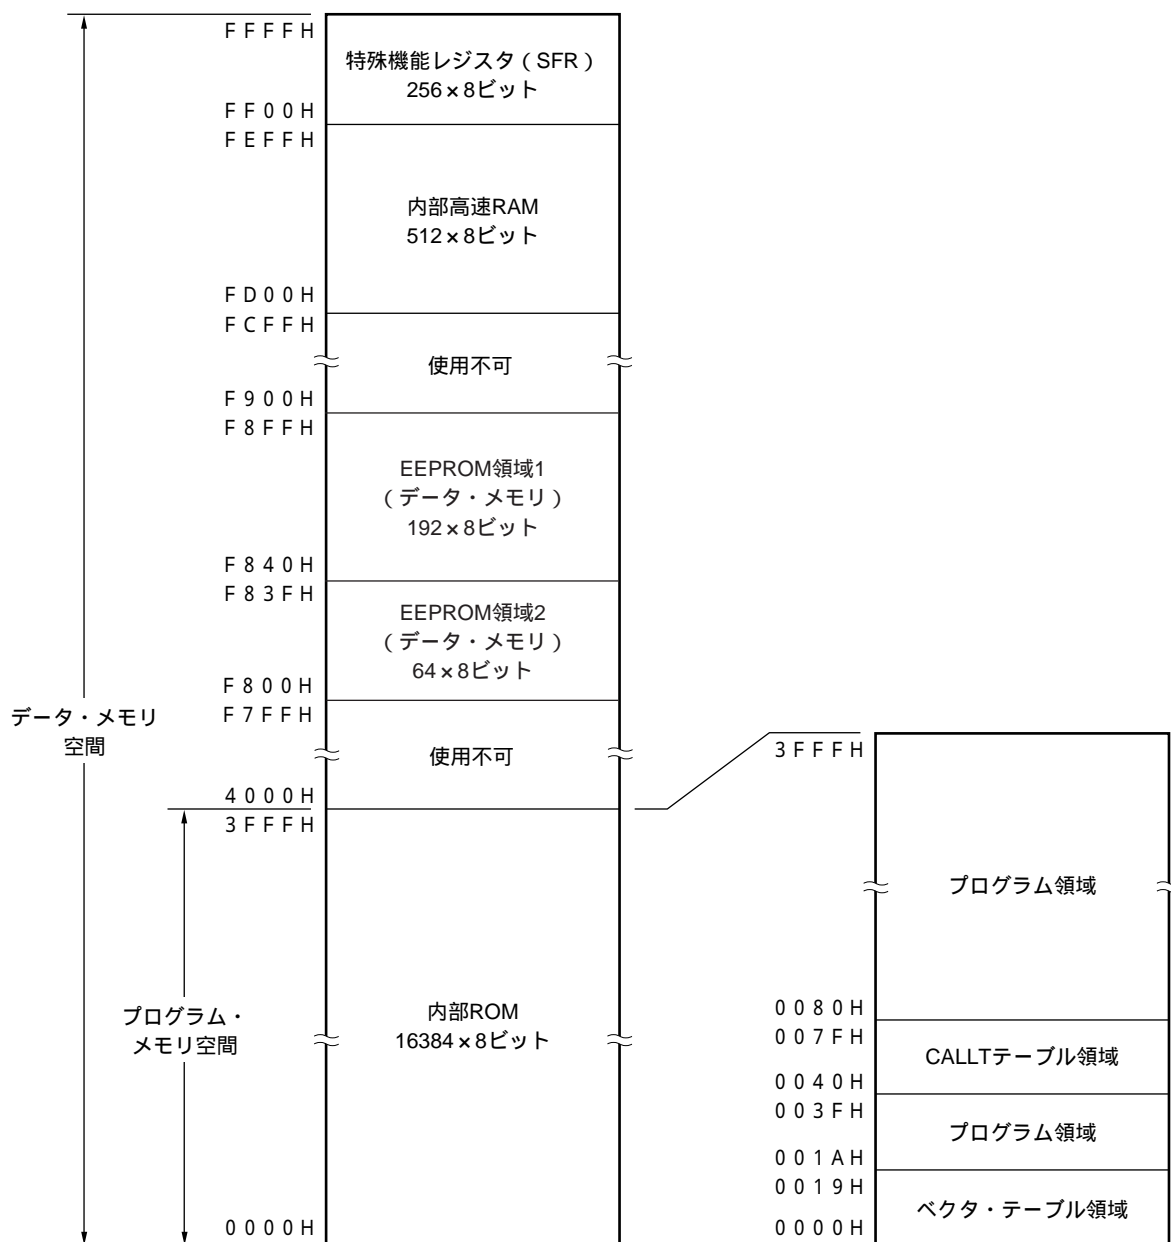 FFFFH
特殊機能レジスタ（SFR）
256×8ビット
FF00H
FEFFH
内部高速RAM
512×8ビット
FD00H
FCFFH
使用不可
F900H
F8FFH
EEPROM領域1
（データ・メモリ）
192×8ビット
F840H
F83FH
EEPROM領域2
（データ・メモリ）
64×8ビット
F800H
F7FFH
データ・メモリ
空間
使用不可
4000H
3FFFH
プログラム・
メモリ空間
内部ROM
16384×8ビット
0000H
3FFFH
プログラム領域
0080H
007FH
CALLTテーブル領域
0040H
003FH
プログラム領域
001AH
0019H
ベクタ・テーブル領域
0000H